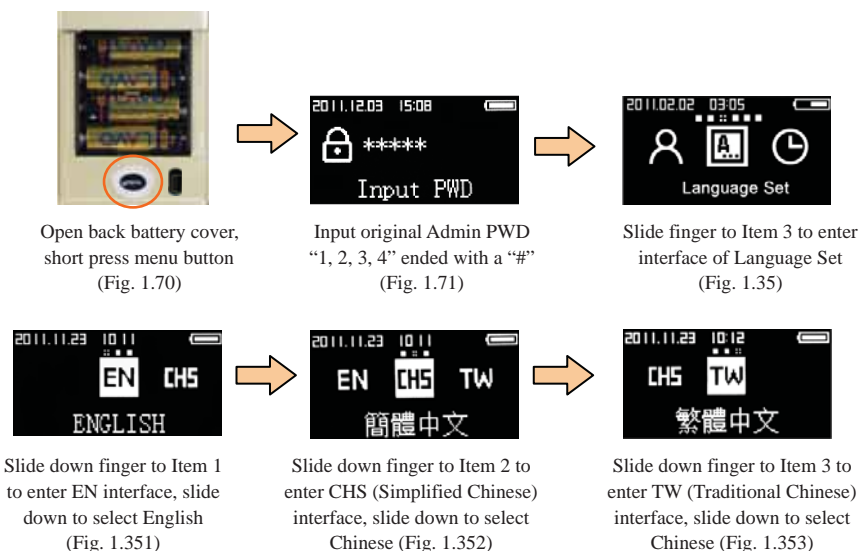 2011.12.03 15:08
*****
Input PWD
2011.02.02 03:05
A...
Language Set
Open back battery cover,
short press menu button
(Fig. 1.70)
Input original Admin PWD
“1, 2, 3, 4” ended with a “#”
(Fig. 1.71)
Slide finger to Item 3 to enter
interface of Language Set
(Fig. 1.35)
2011.11.23 10:11
EN CHS
ENGLISH
2011.11.23 10:11
EN CHS TW
簡體中文
2011.11.23 10:12
CHS TW
繁體中文
Slide down finger to Item 1
to enter EN interface, slide
down to select English
(Fig. 1.351)
Slide down finger to Item 2 to
enter CHS (Simplified Chinese)
interface, slide down to select
Chinese (Fig. 1.352)
Slide down finger to Item 3 to
enter TW (Traditional Chinese)
interface, slide down to select
Chinese (Fig. 1.353)